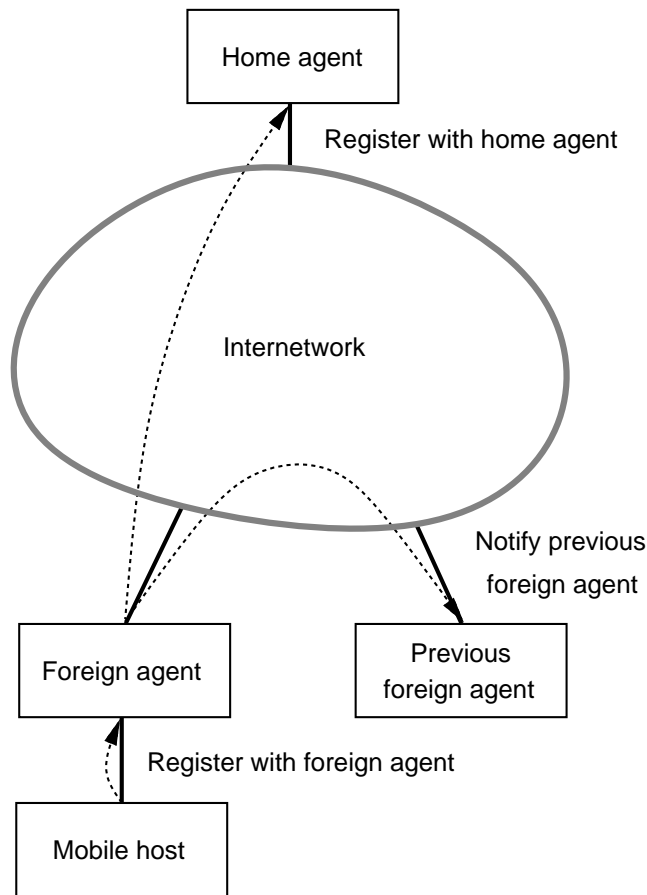 Home agent
Register with home agent
Internetwork
Notify previous
foreign agent
Foreign agent
Previous
foreign agent
Register with foreign agent
Mobile host